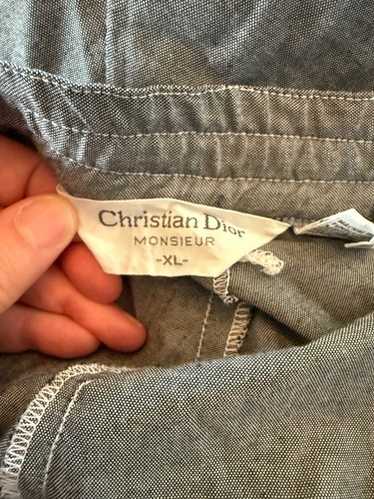 Christian Dior
MONSIEUR
-XL-